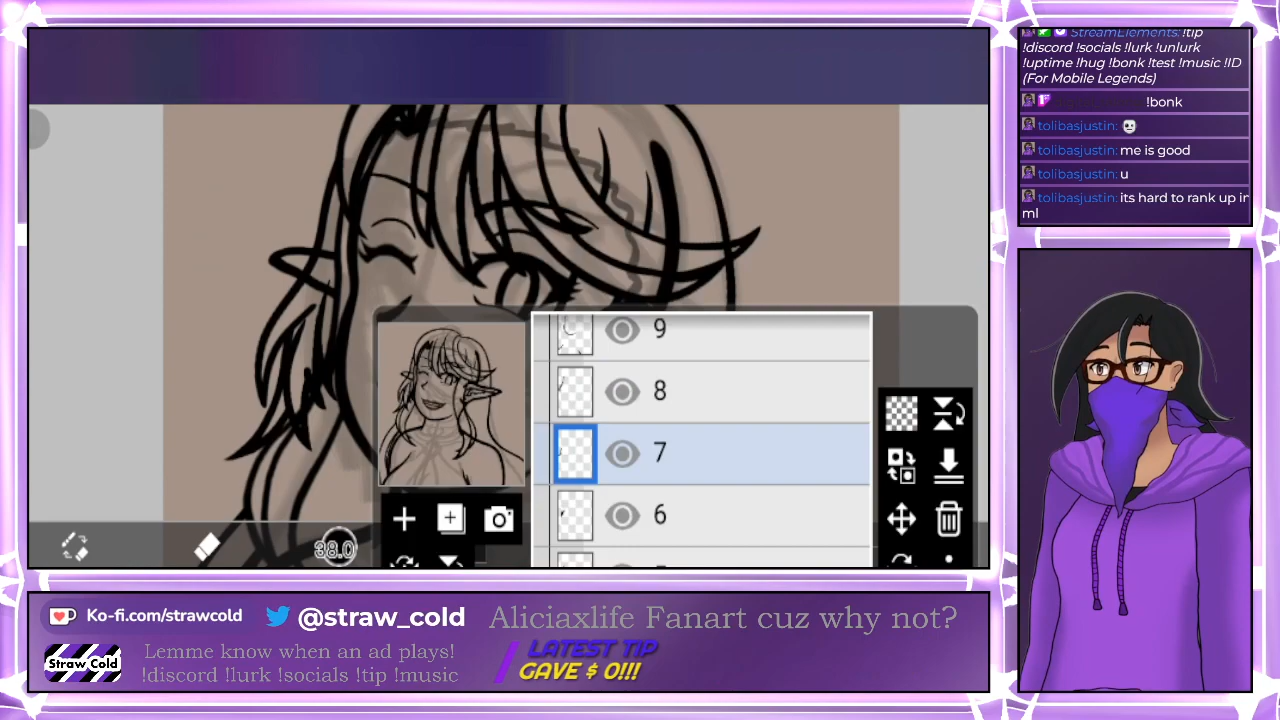 StreamElements: !tip
!discord !socials !lurk !unlurk
!uptime !hug !bonk !test !music !ID
(For Mobile Legends)
!bonk
tolibasjustin:
tolibasjustin: me is good
tolibasjustin: u
tolibasjustin: its hard to rank up in
ml
9
8
7
6
38.0
Ko-fi.com/strawcold
@straw_cold
Aliciaxlife Fanart cuz why not?
Straw Cold
Lemme know when an ad plays!
!discord !lurk !socials !tip !music
LATEST TIP
GAVE $ 0!!!